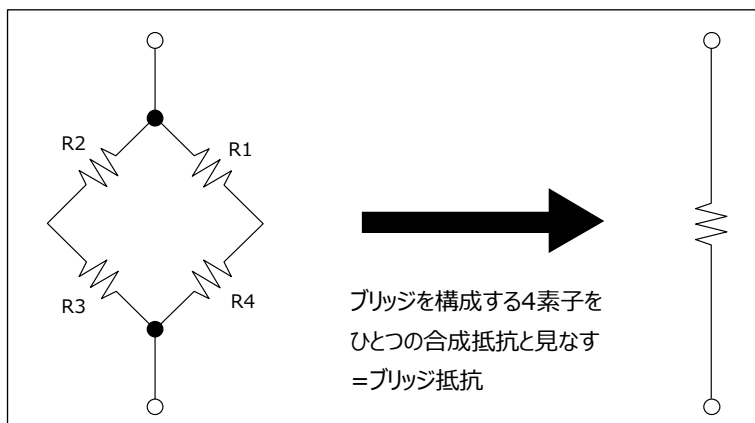 R2
R1
R3
R4
ブリッジを構成する4素子を
ひとつの合成抵抗と見なす
=ブリッジ抵抗